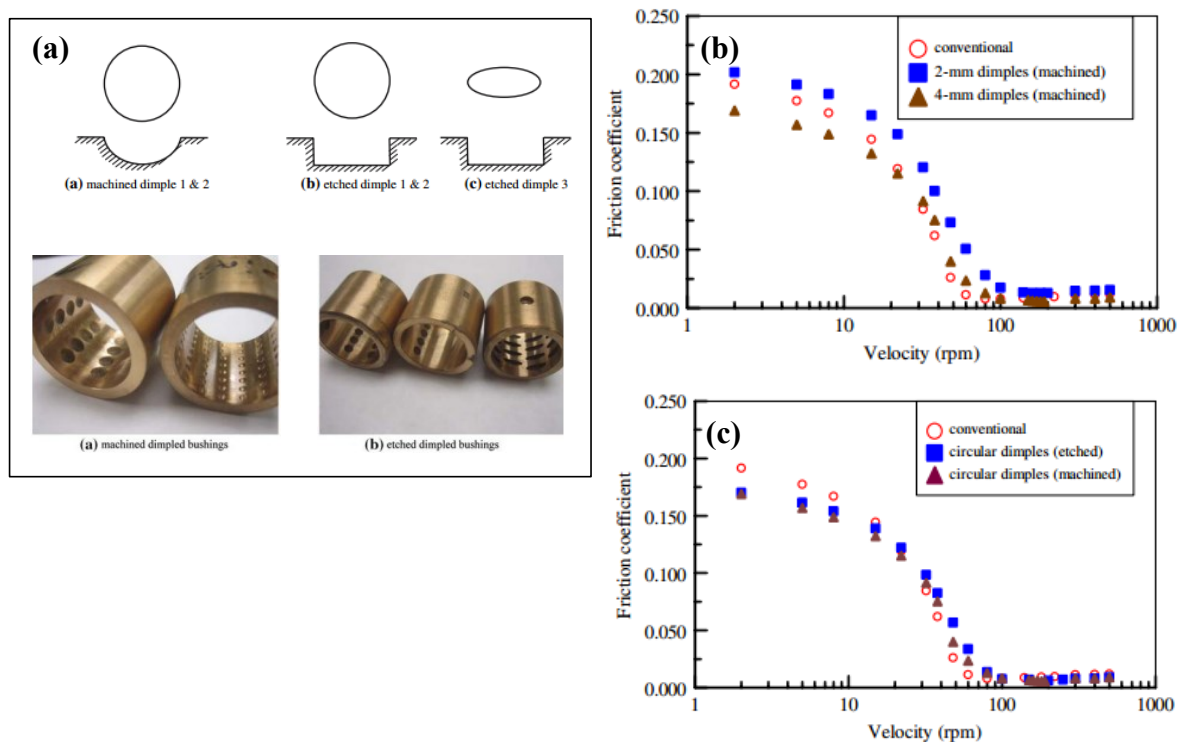 (a)
(a) machined dimple 1 & 2
(b) etched dimple 1 & 2
(c) etched dimple 3
(a) machined dimpled bushings
(b) etched dimpled bushings
(b)
conventional
2-mm dimples (machined)
4-mm dimples (machined)
Friction coefficient
0.250
0.200
0.150
0.100
0.050
0.000
1
10
100
1000
Velocity (rpm)
(c)
conventional
circular dimples (etched)
circular dimples (machined)
Friction coefficient
0.250
0.200
0.150
0.100
0.050
0.000
1
10
100
1000
Velocity (rpm)